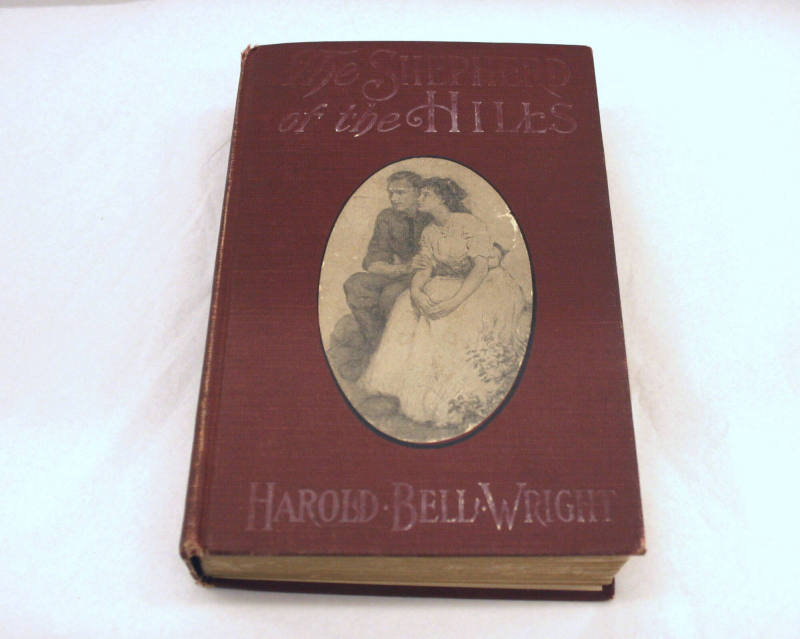 The SHEPHERD
of the HILLS
HAROLD·BELL·WRIGHT